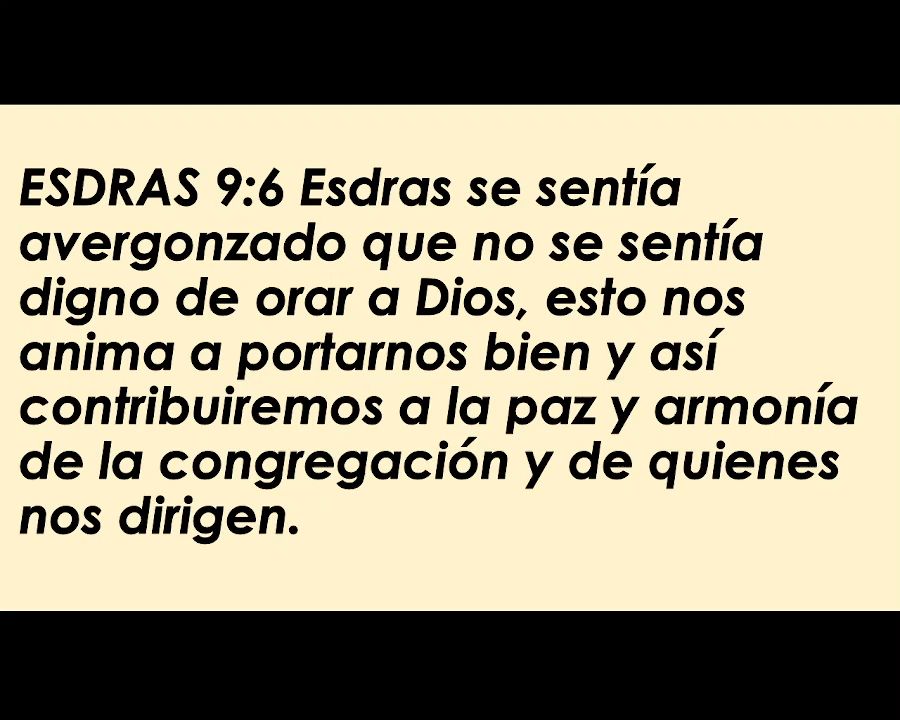 ESDRAS 9:6 Esdras se sentía
avergonzado que no se sentía
digno de orar a Dios, esto nos
anima a portarnos bien y así
contribuiremos a la paz y armonía
de la congregación y de quienes
nos dirigen.